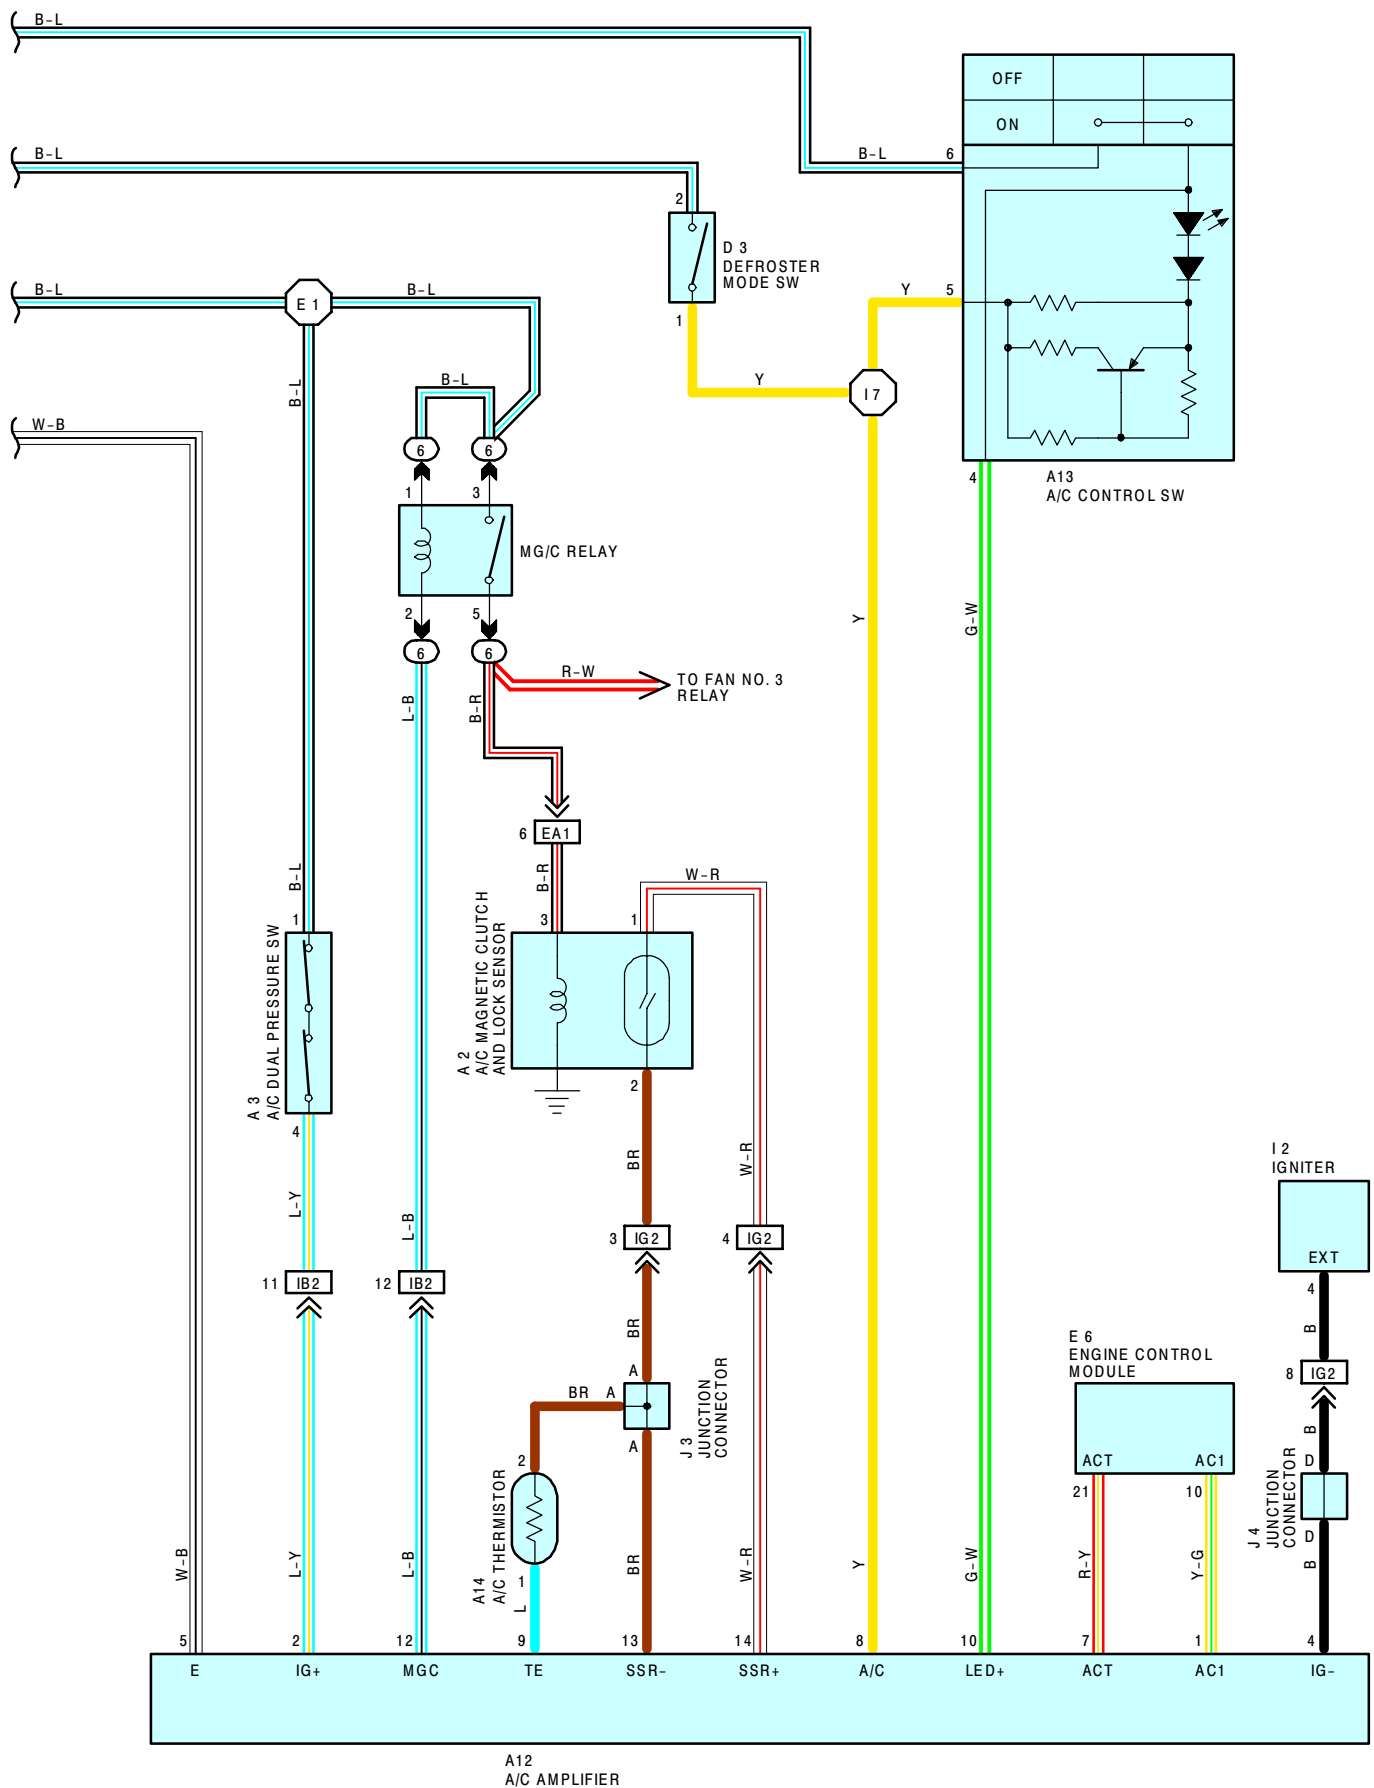 B-L
OFF
ON
B-L
B-L
6
2
D 3
DEFROSTER
MODE SW
B-L
E 1
B-L
Y
5
1
B-L
B-L
Y
I 7
W-B
6
6
4
A13
A/C CONTROL SW
1
3
MG/C RELAY
2
5
Y
G-W
6
6
R-W
TO FAN NO. 3
RELAY
L-B
B-R
6
EA1
B-L
B-R
W-R
1
3
1
A 3
A/C DUAL PRESSURE SW
A 2
A/C MAGNETIC CLUTCH
AND LOCK SENSOR
4
2
BR
W-R
I 2
IGNITER
L-Y
L-B
3
IG2
4
IG2
EXT
11
IB2
12
IB2
4
B
BR
E 6
ENGINE CONTROL
MODULE
8
IG2
A
BR
A
J 3
JUNCTION
CONNECTOR
A
B
2
ACT
AC1
D
21
10
J 4
JUNCTION
CONNECTOR
A14
A/C THERMISTOR
D
W-B
L-Y
L-B
1
L
BR
W-R
Y
G-W
R-Y
Y-G
B
5
2
12
9
13
14
8
10
7
1
4
E
IG+
MGC
TE
SSR-
SSR+
A/C
LED+
ACT
AC1
IG-
A12
A/C AMPLIFIER